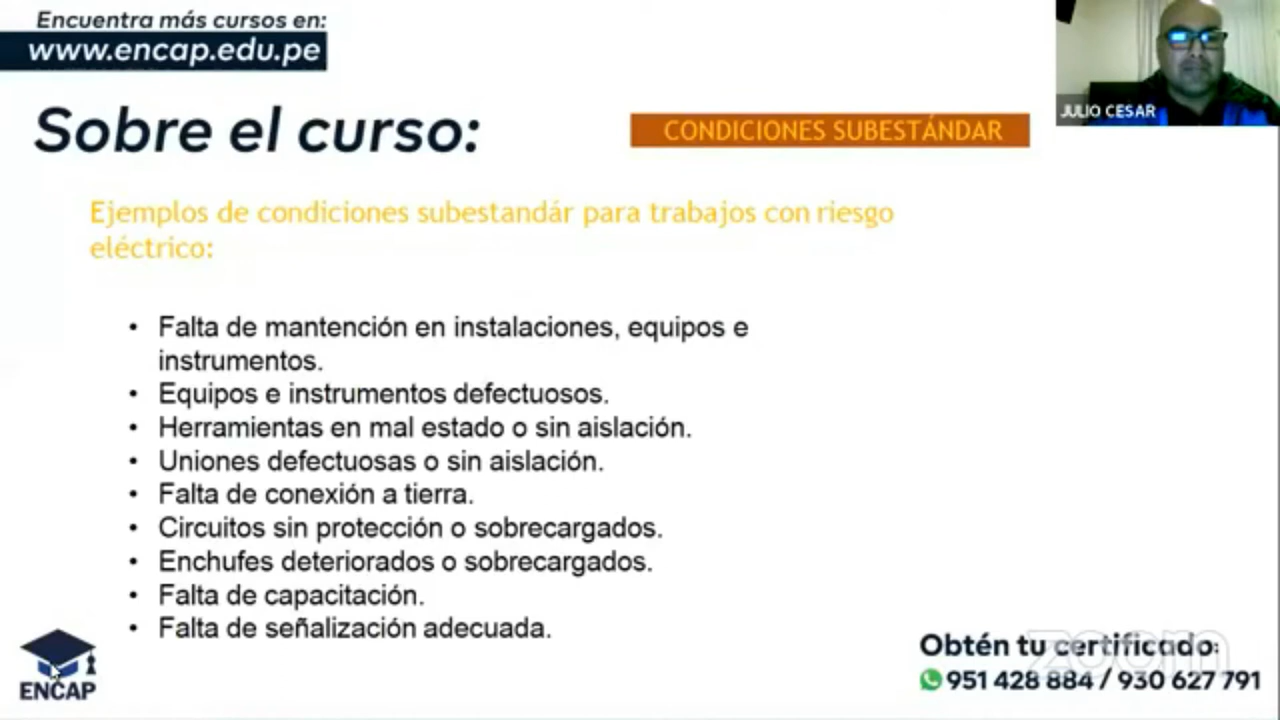 Encuentra más cursos en:
www.encap.edu.pe
JULIO CESAR
Sobre el curso:
CONDICIONES SUBESTÁNDAR
Ejemplos de condiciones subestandár para trabajos con riesgo
eléctrico:
• Falta de mantención en instalaciones, equipos e
instrumentos.
• Equipos e instrumentos defectuosos.
• Herramientas en mal estado o sin aislación.
• Uniones defectuosas o sin aislación.
• Falta de conexión a tierra.
• Circuitos sin protección o sobrecargados.
• Enchufes deteriorados o sobrecargados.
• Falta de capacitación.
• Falta de señalización adecuada.
ENCAP
Obtén tu certificado:
zoom
951 428 884 / 930 627 791